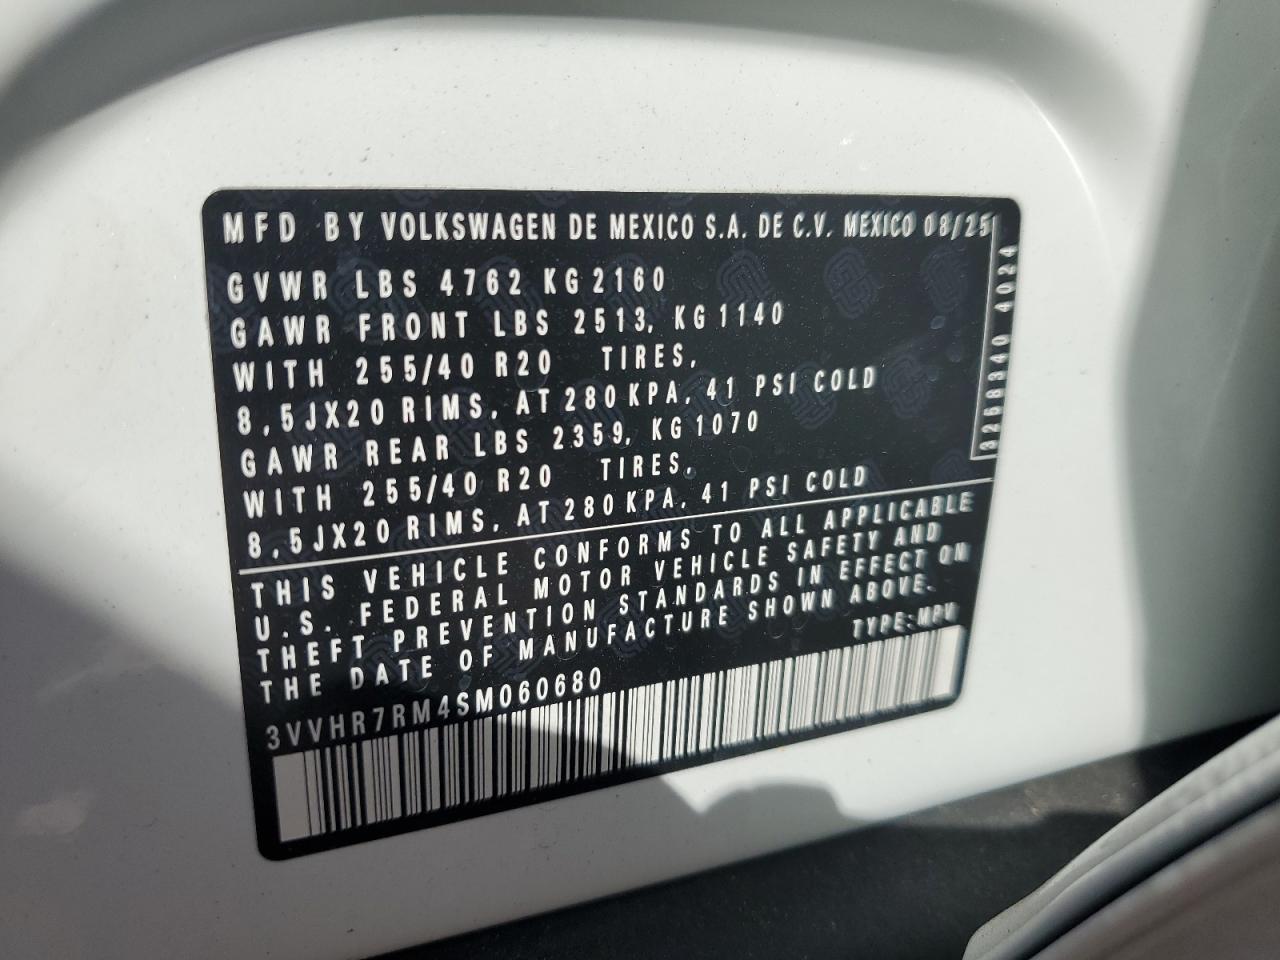 MFD BY VOLKSWAGEN DE MEXICO S.A. DE C.V. MEXICO 08/25
GVWR LBS 4762 KG 2160
GAWR FRONT LBS 2513, KG 1140
WITH 255/40 R20 TIRES,
8,5JX20 RIMS, AT 280 KPA, 41 PSI COLD
GAWR REAR LBS 2359, KG 1070
WITH 255/40 R20 TIRES,
8,5JX20 RIMS, AT 280 KPA, 41 PSI COLD
3258340 4024
THIS VEHICLE CONFORMS TO ALL APPLICABLE
U.S. FEDERAL MOTOR VEHICLE SAFETY AND
THEFT PREVENTION STANDARDS IN EFFECT ON
THE DATE OF MANUFACTURE SHOWN ABOVE.
TYPE:MPV
3VVHR7RM4SM060680